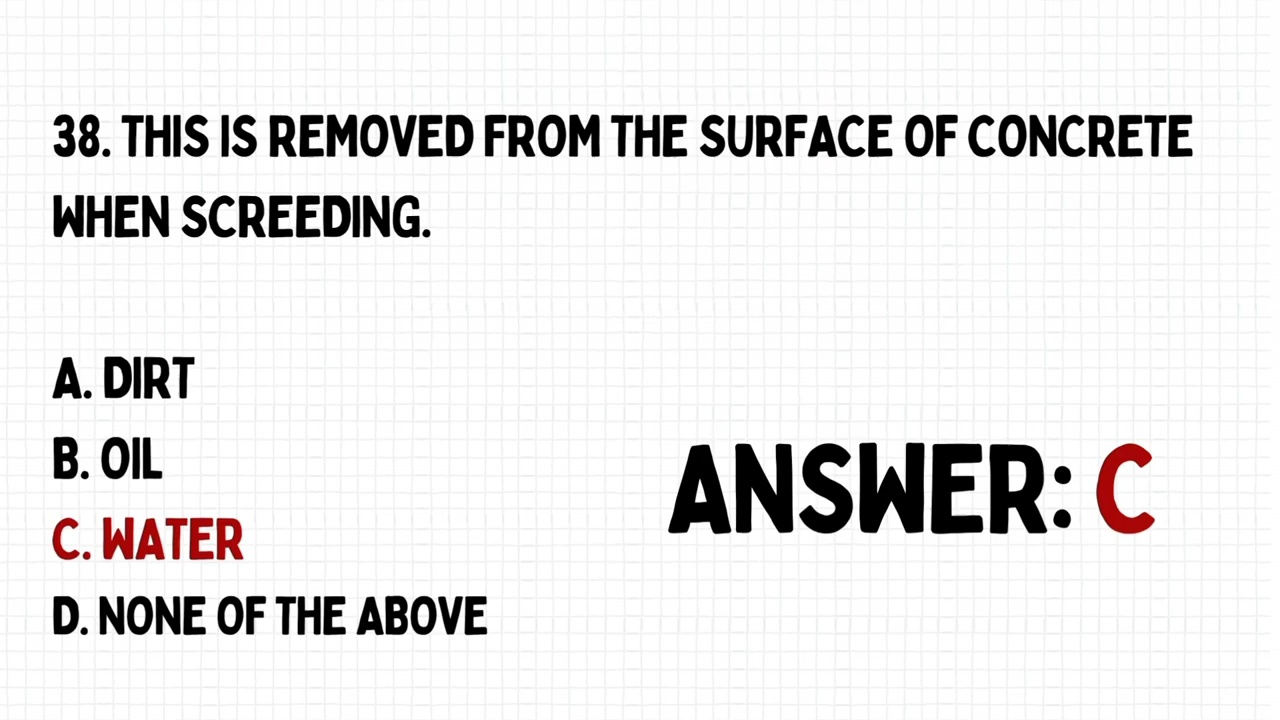 38. THIS IS REMOVED FROM THE SURFACE OF CONCRETE
WHEN SCREEDING.
A. DIRT
B. OIL
C. WATER
D. NONE OF THE ABOVE
ANSWER: C